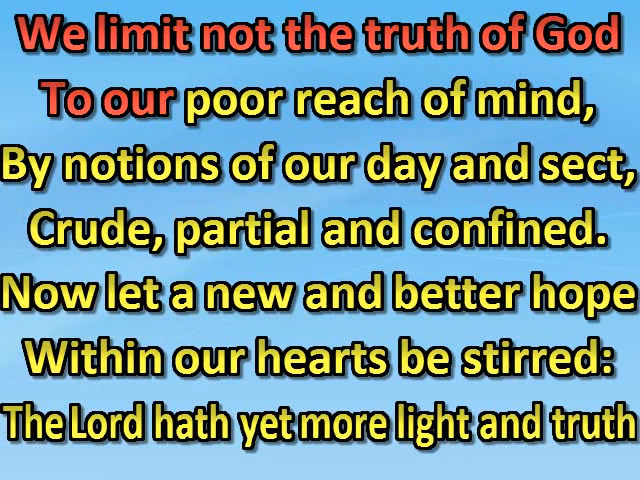 We limit not the truth of God
To our poor reach of mind,
By notions of our day and sect,
Crude, partial and confined.
Now let a new and better hope
Within our hearts be stirred:
The Lord hath yet more light and truth